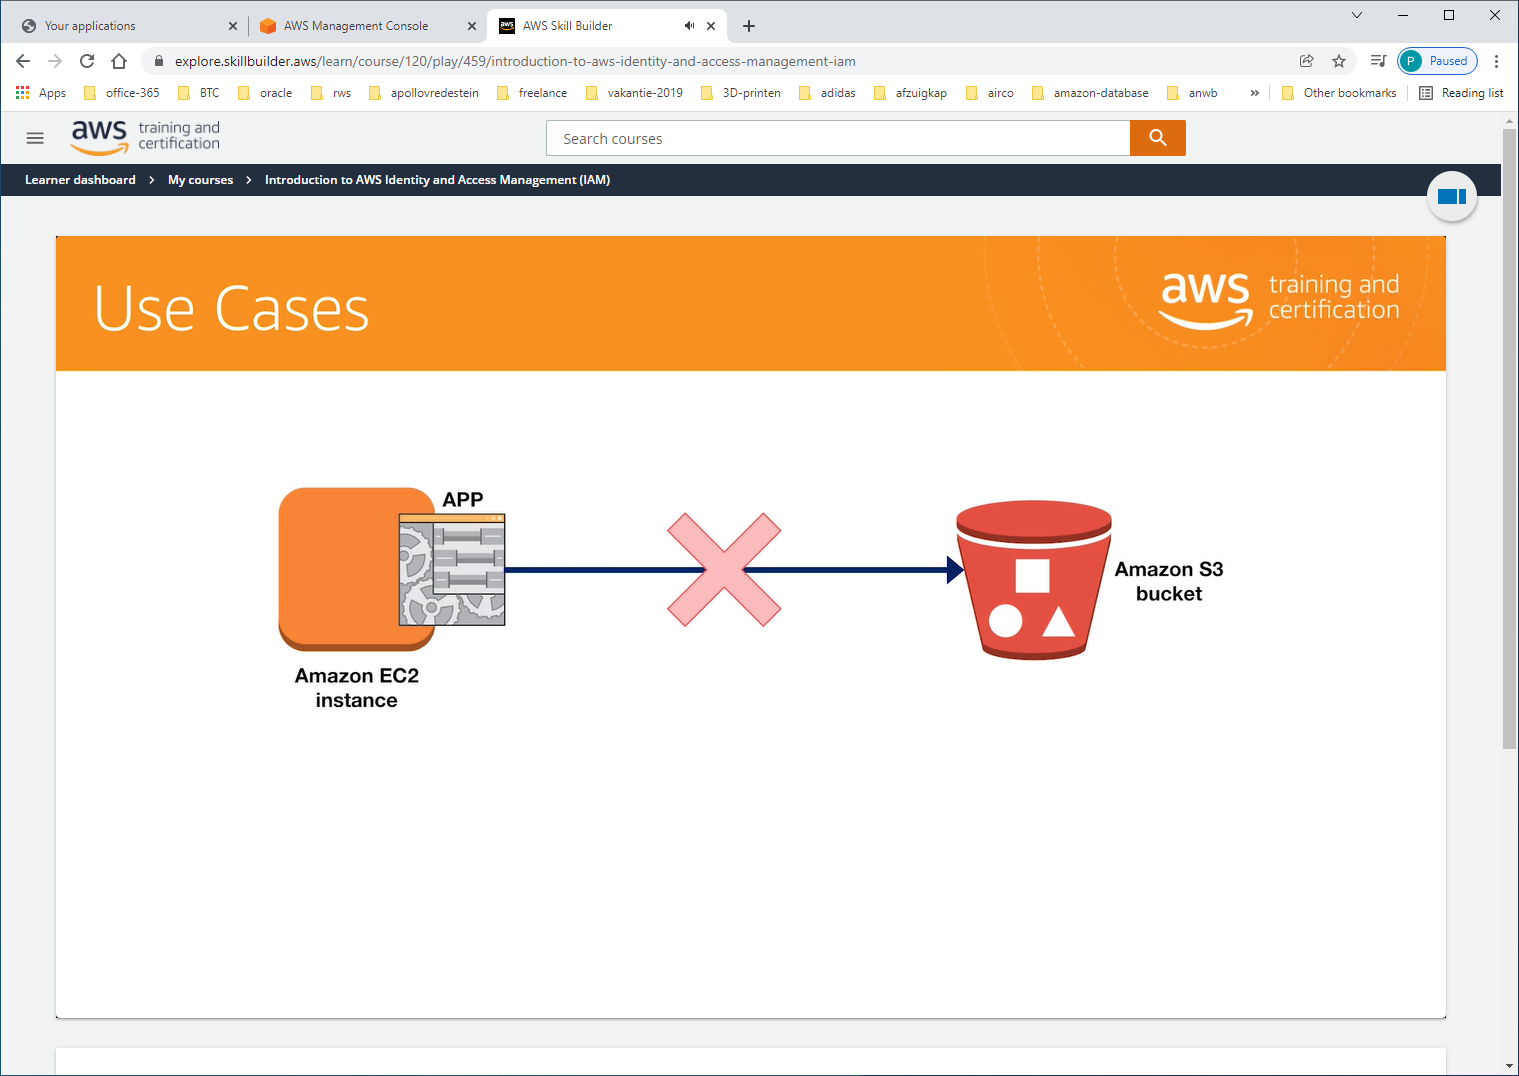 Your applications
AWS Management Console
aws
AWS Skill Builder
explore.skillbuilder.aws/learn/course/120/play/459/introduction-to-aws-identity-and-access-management-iam
P
Paused
Apps
office-365
BTC
oracle
rws
apollovredestein
freelance
vakantie-2019
3D-printen
adidas
afzuigkap
airco
amazon-database
anwb
»
Other bookmarks
Reading list
aws training and
certification
Search courses
Learner dashboard > My courses > Introduction to AWS Identity and Access Management (IAM)
Use Cases
aws training and
certification
APP
Amazon EC2
instance
Amazon S3
bucket